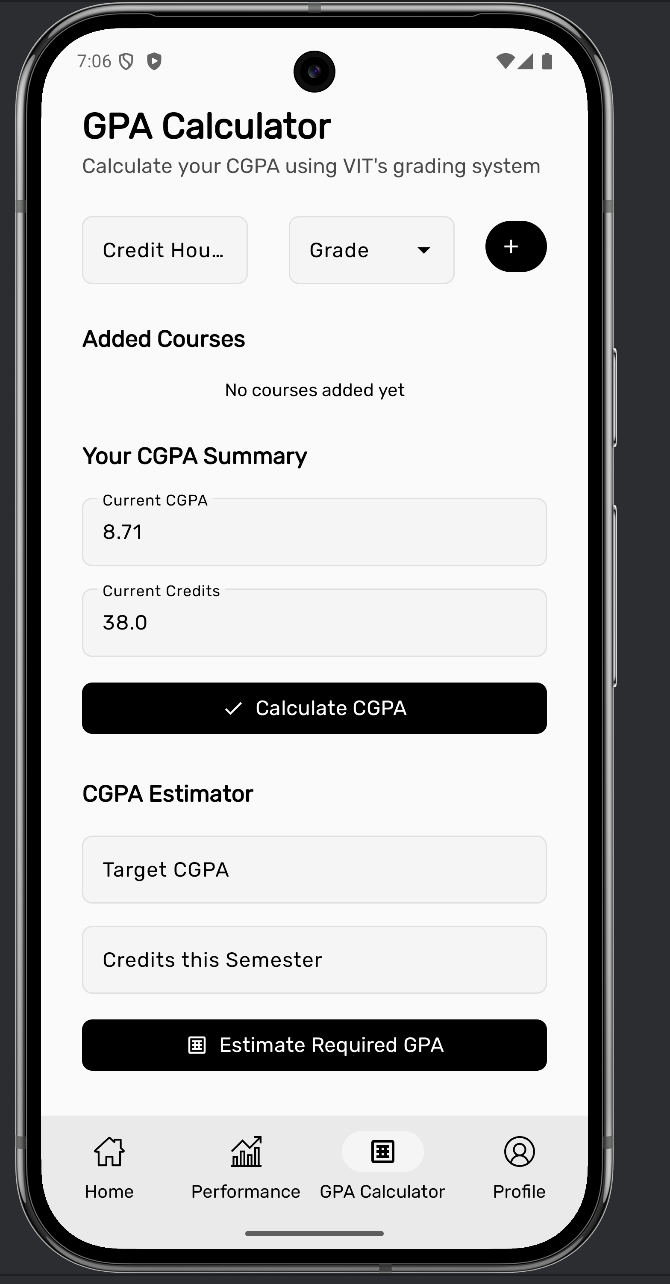 7:06
GPA Calculator
Calculate your CGPA using VIT's grading system
Credit Hou…
Grade
+
Added Courses
No courses added yet
Your CGPA Summary
Current CGPA
8.71
Current Credits
38.0
Calculate CGPA
CGPA Estimator
Target CGPA
Credits this Semester
Estimate Required GPA
Home Performance GPA Calculator Profile